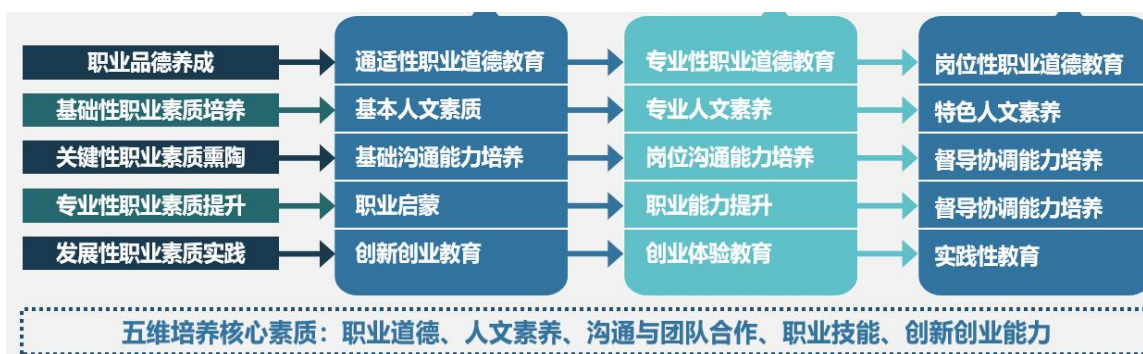 职业品德养成
通适性职业道德教育
专业性职业道德教育
岗位性职业道德教育
基础性职业素质培养
基本人文素质
专业人文素养
特色人文素养
关键性职业素质熏陶
基础沟通能力培养
岗位沟通能力培养
督导协调能力培养
专业性职业素质提升
职业启蒙
职业能力提升
督导协调能力培养
发展性职业素质实践
创新创业教育
创业体验教育
实践性教育
五维培养核心素质：职业道德、人文素养、沟通与团队合作、职业技能、创新创业能力